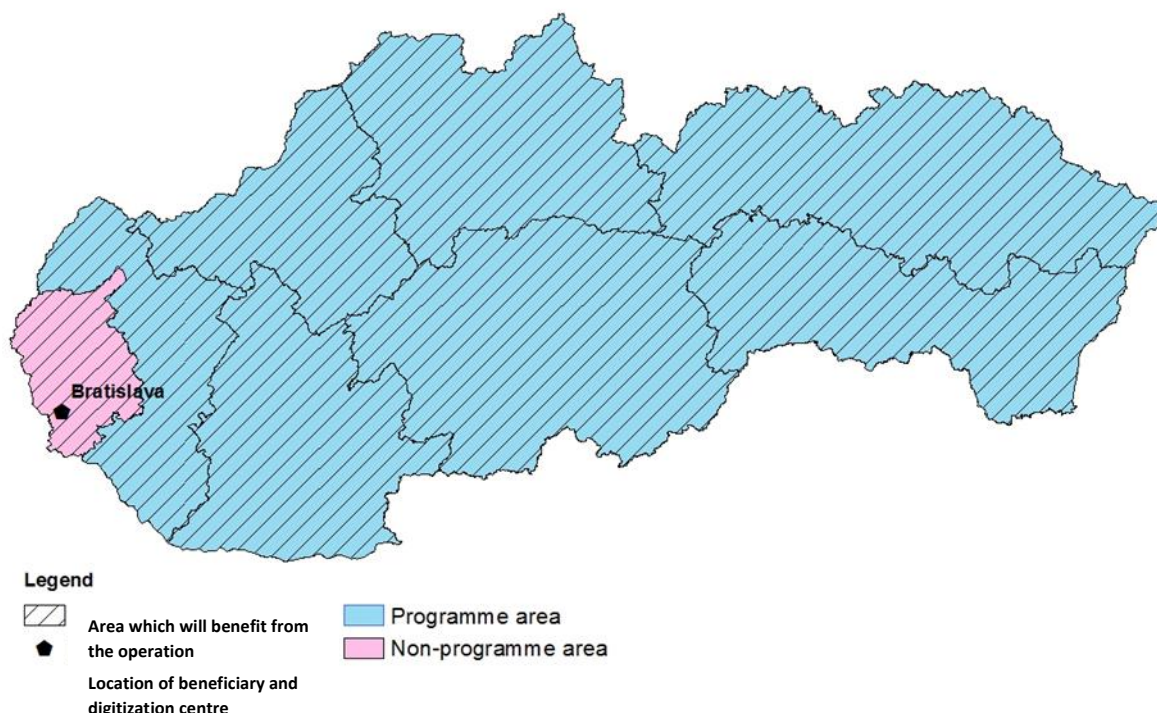 Bratislava
Legend
Area which will benefit from
the operation
Location of beneficiary and
digitization centre
Programme area
Non-programme area